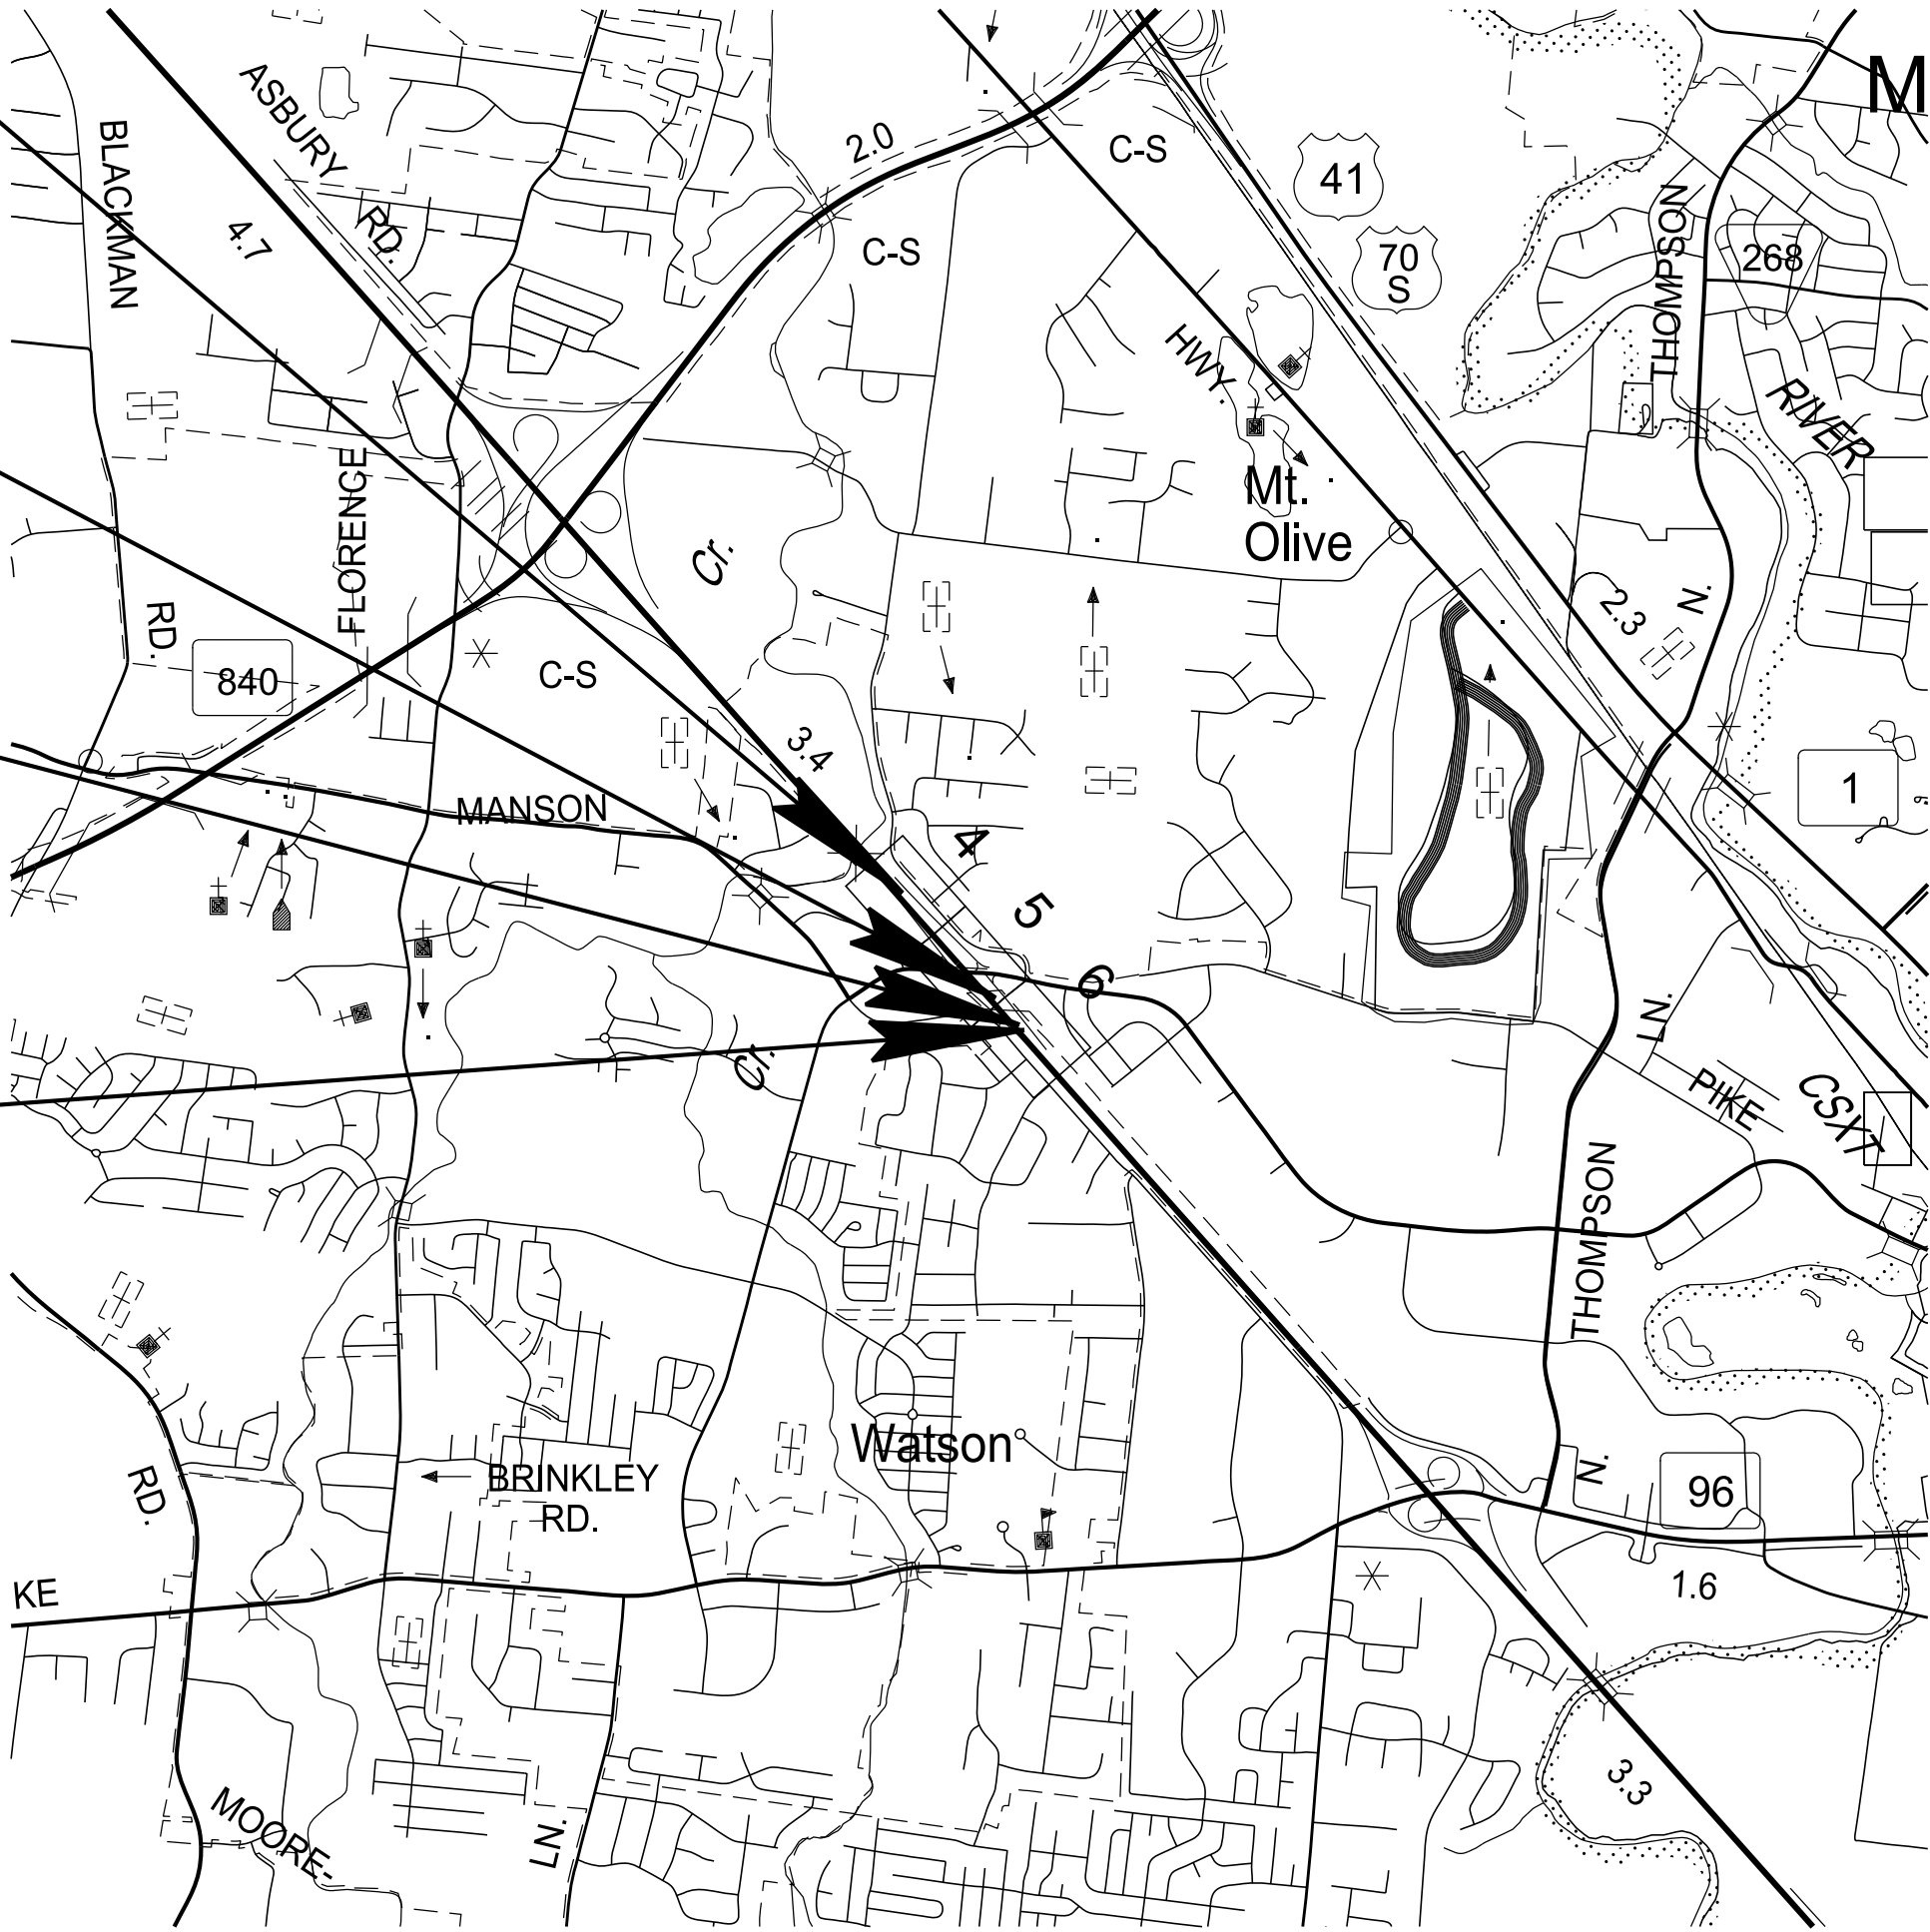 M
ASBURY
RD.
BLACKMAN
RD.
4.7
2.0
C-S
41
70
S
C-S
THOMPSON
268
HWY.
RIVER
FLORENCE
Mt.
Olive
Cr.
2.3
N.
840
C-S
3.4
MANSON
1
4
5
6
LN.
Cr.
PIKE
CSXT
THOMPSON
Watson
BRINKLEY
RD.
RD.
N.
96
KE
1.6
3.3
MOORE-
LN.